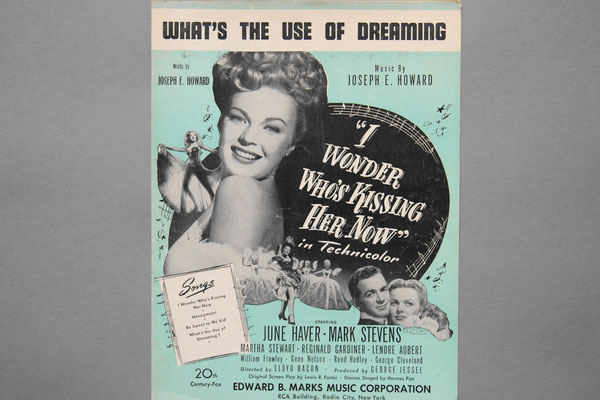 WHAT'S THE USE OF DREAMING
Words by
JOSEPH E. HOWARD
Music By
JOSEPH E. HOWARD
"I
WONDER
WHO'S KISSING
HER NOW"
in Technicolor
Songs
I Wonder Who's Kissing
Her Now
Honeymoon
Be Sweet to Me Kid
What's the Use of
Dreaming?
STARRING
JUNE HAVER · MARK STEVENS
MARTHA STEWART · REGINALD GARDINER · LENORE AUBERT
William Frawley · Gene Nelson · Reed Hadley · George Cleveland
Directed by LLOYD BACON · Produced by GEORGE JESSEL
Original Screen Play by Lewis R. Foster · Dances Staged by Hermes Pan
20th
Century-Fox
EDWARD B. MARKS MUSIC CORPORATION
RCA Building, Radio City, New York